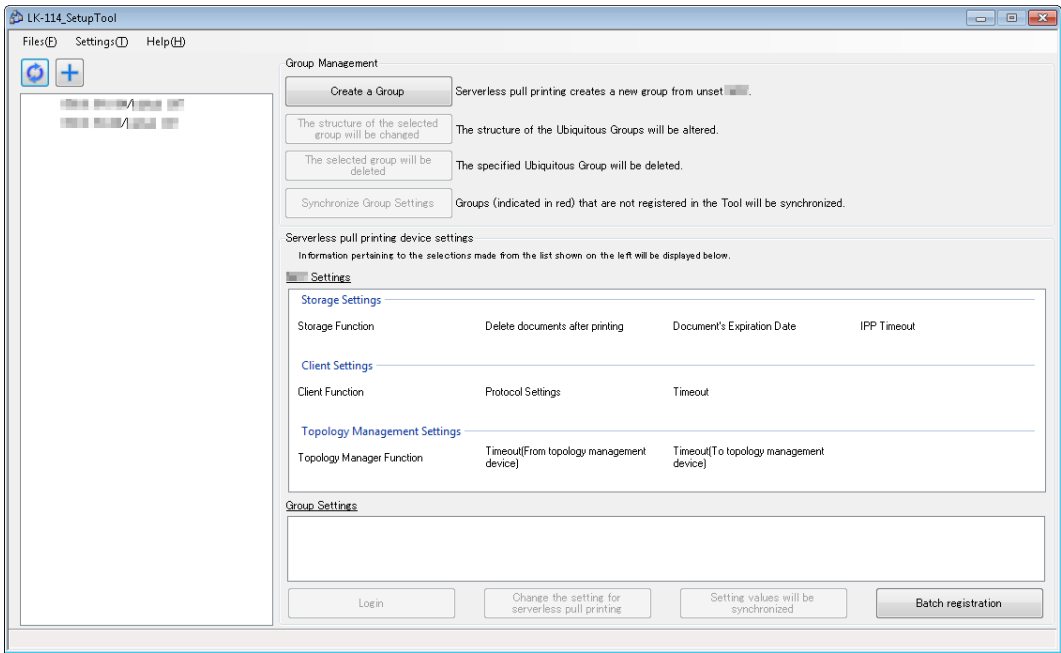 LK-114_SetupTool
Files(F) Settings(T) Help(H)
Group Management
Create a Group
Serverless pull printing creates a new group from unset .
The structure of the selected
group will be changed
The structure of the Ubiquitous Groups will be altered.
The selected group will be
deleted
The specified Ubiquitous Group will be deleted.
Synchronize Group Settings
Groups (indicated in red) that are not registered in the Tool will be synchronized.
Serverless pull printing device settings
Information pertaining to the selections made from the list shown on the left will be displayed below.
Settings
Storage Settings
Storage Function
Delete documents after printing
Document's Expiration Date
IPP Timeout
Client Settings
Client Function
Protocol Settings
Timeout
Topology Management Settings
Topology Manager Function
Timeout(From topology management
device)
Timeout(To topology management
device)
Group Settings
Login
Change the setting for
serverless pull printing
Setting values will be
synchronized
Batch registration